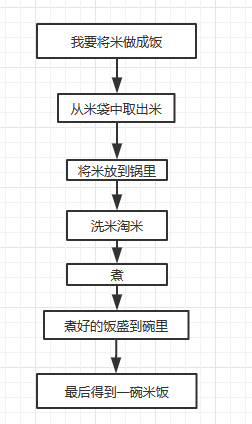 我要将米做成饭
从米袋中取出米
将米放到锅里
洗米淘米
煮
煮好的饭盛到碗里
最后得到一碗米饭